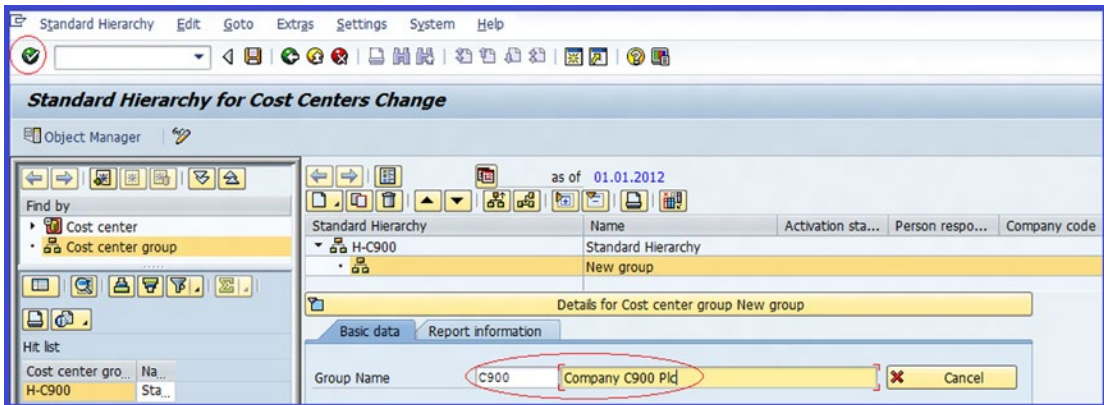 Standard Hierarchy Edit Goto Extras Settings System Help
Standard Hierarchy for Cost Centers Change
Object Manager
as of 01.01.2012
Find by
Cost center
Cost center group
Standard Hierarchy Name Activation sta... Person respo... Company code
H-C900 Standard Hierarchy
New group
Details for Cost center group New group
Basic data Report information
Hit list
Cost center gro... Na...
H-C900 Sta...
Group Name C900 Company C900 Plc Cancel